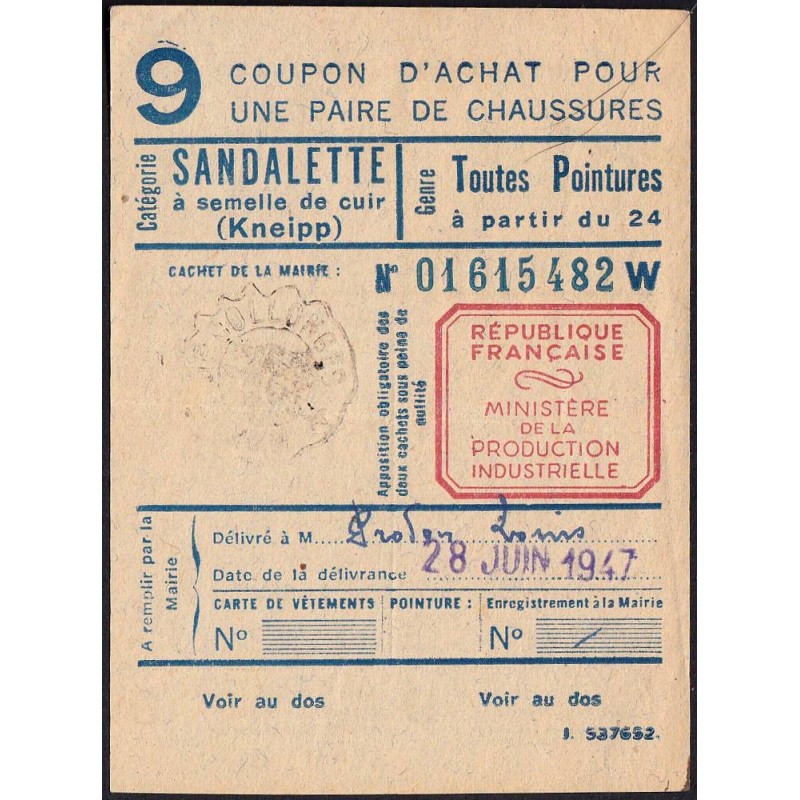 9
COUPON D'ACHAT POUR
UNE PAIRE DE CHAUSSURES
Catégorie
SANDALETTE
à semelle de cuir
(Kneipp)
Genre
Toutes Pointures
à partir du 24
CACHET DE LA MAIRIE :
N° 01615482 W
COLLONGES
Apposition obligatoire des
deux cachets sous peine de
nullité
RÉPUBLIQUE
FRANÇAISE
MINISTÈRE
DE LA
PRODUCTION
INDUSTRIELLE
A remplir par la
Mairie
Délivré à M. Louis
Date de la délivrance 28 JUIN 1947
CARTE DE VÊTEMENTS
POINTURE :
Enregistrement à la Mairie
N°
N° /
Voir au dos
Voir au dos
J. 537652.